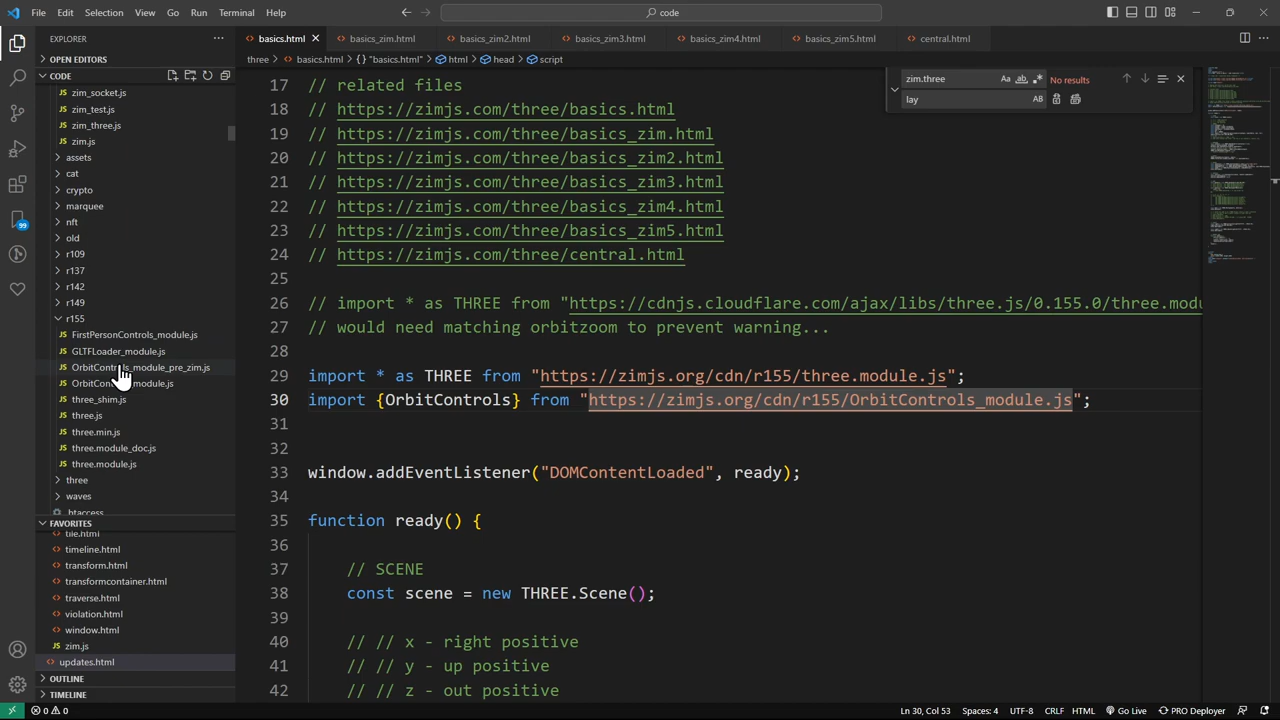 File Edit Selection View Go Run Terminal Help
code
EXPLORER
OPEN EDITORS
CODE
zim_socket.js
zim_test.js
zim_three.js
zim.js
assets
cat
crypto
marquee
nft
old
r109
r137
r142
r149
r155
FirstPersonControls_module.js
GLTFLoader_module.js
OrbitControls_module_pre_zim.js
three_shim.js
three.js
three.min.js
three.module_doc.js
three.module.js
three
waves
htaccess
FAVORITES
tile.html
timeline.html
transform.html
transformcontainer.html
traverse.html
violation.html
window.html
zim.js
updates.html
OUTLINE
TIMELINE
99
basics.html basics_zim.html basics_zim2.html basics_zim3.html basics_zim4.html basics_zim5.html central.html
three > basics.html > {} "basics.html" > html > head > script
zim.three Aa ab No results
lay AB
17 // related files
18 // https://zimjs.com/three/basics.html
19 // https://zimjs.com/three/basics_zim.html
20 // https://zimjs.com/three/basics_zim2.html
21 // https://zimjs.com/three/basics_zim3.html
22 // https://zimjs.com/three/basics_zim4.html
23 // https://zimjs.com/three/basics_zim5.html
24 // https://zimjs.com/three/central.html
25
26 // import * as THREE from "https://cdnjs.cloudflare.com/ajax/libs/three.js/0.155.0/three.modu
27 // would need matching orbitzoom to prevent warning...
28
29 import * as THREE from "https://zimjs.org/cdn/r155/three.module.js";
30 import {OrbitControls} from "https://zimjs.org/cdn/r155/OrbitControls_module.js";
31
32
33 window.addEventListener("DOMContentLoaded", ready);
34
35 function ready() {
36
37 // SCENE
38 const scene = new THREE.Scene();
39
40 // // x - right positive
41 // // y - up positive
42 // // z - out positive
0 0 Ln 30, Col 53 Spaces: 4 UTF-8 CRLF HTML Go Live PRO Deployer